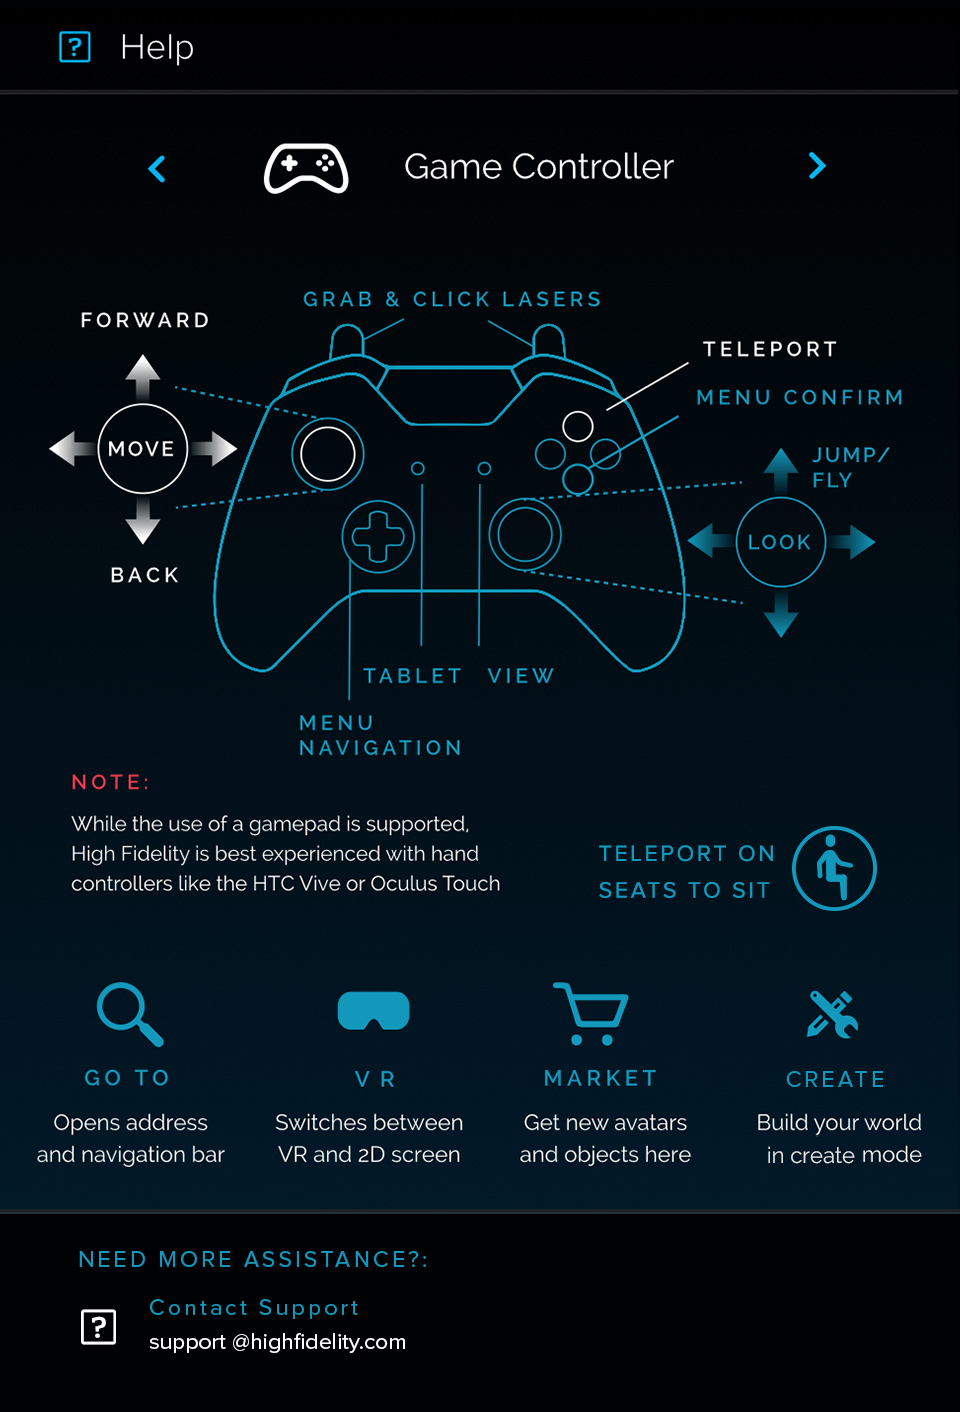 Help
Game Controller
GRAB & CLICK LASERS
FORWARD
TELEPORT
MENU CONFIRM
MOVE
JUMP/
FLY
LOOK
BACK
TABLET
VIEW
MENU
NAVIGATION
NOTE:
While the use of a gamepad is supported,
High Fidelity is best experienced with hand
controllers like the HTC Vive or Oculus Touch
TELEPORT ON
SEATS TO SIT
GO TO
Opens address
and navigation bar
VR
Switches between
VR and 2D screen
MARKET
Get new avatars
and objects here
CREATE
Build your world
in create mode
NEED MORE ASSISTANCE?:
Contact Support
support @highfidelity.com